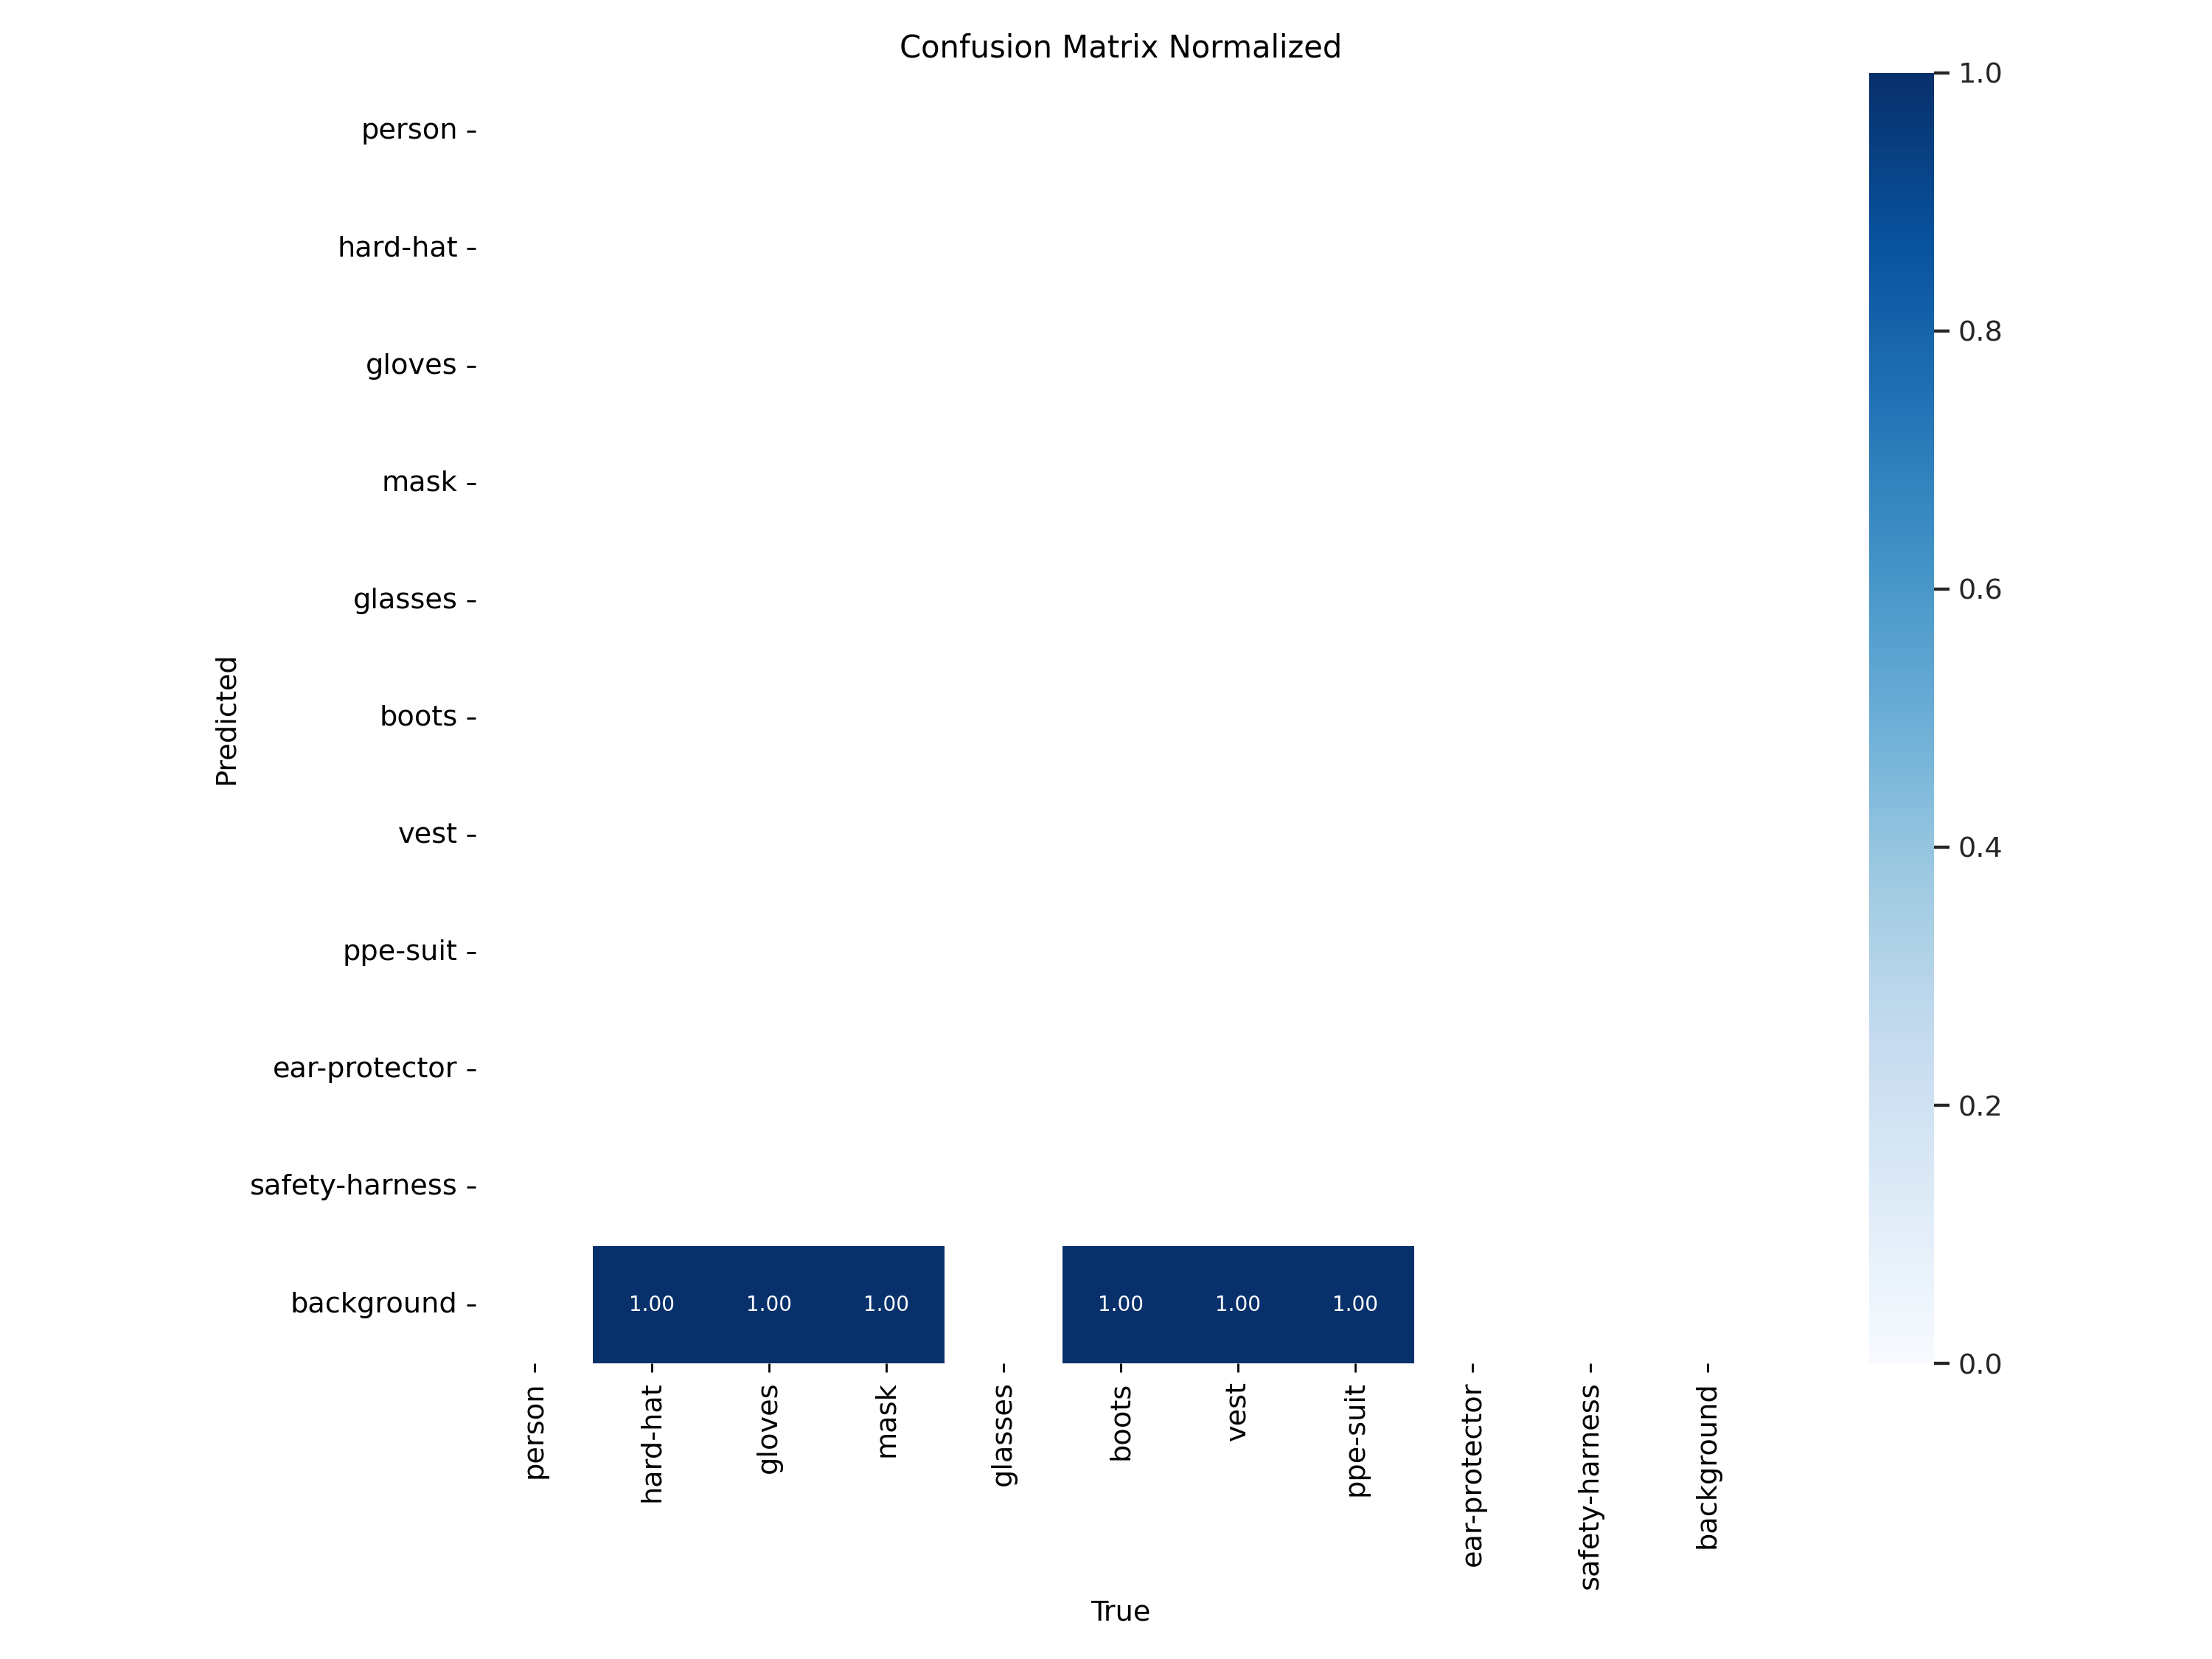 Confusion Matrix Normalized
person
hard-hat
gloves
mask
glasses
boots
vest
ppe-suit
ear-protector
safety-harness
background
Predicted
1.00 1.00 1.00 1.00 1.00 1.00
person hard-hat gloves mask glasses boots vest ppe-suit ear-protector safety-harness background
True
1.0
0.8
0.6
0.4
0.2
0.0